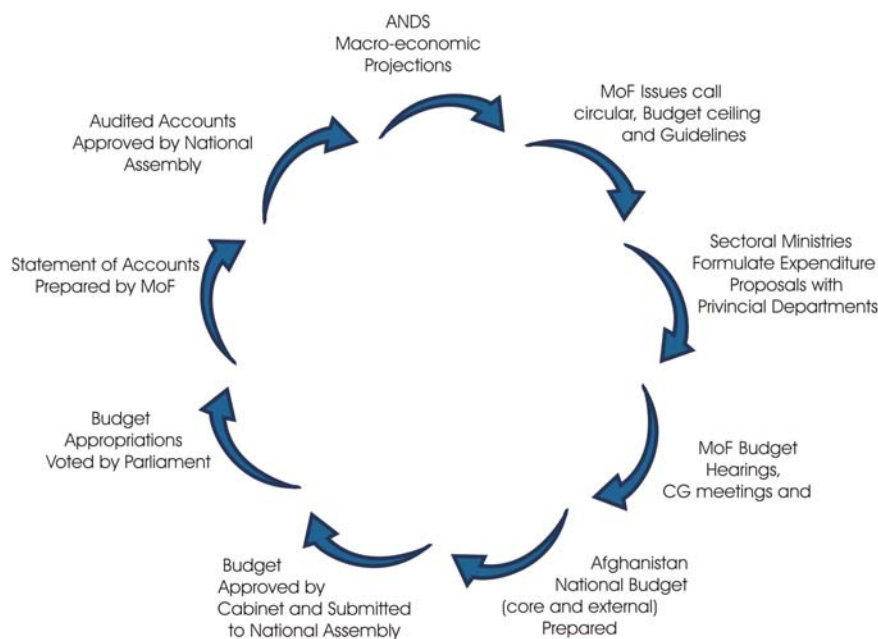 ANDS
Macro-economic
Projections
MoF Issues call
circular, Budget ceiling
and Guidelines
Sectoral Ministries
Formulate Expenditure
Proposals with
Privincial Departments
MoF Budget
Hearings,
CG meetings and
Afghanistan
National Budget
(core and external)
Prepared
Budget
Approved by
Cabinet and Submitted
to National Assembly
Budget
Appropriations
Voted by Parliament
Statement of Accounts
Prepared by MoF
Audited Accounts
Approved by National
Assembly